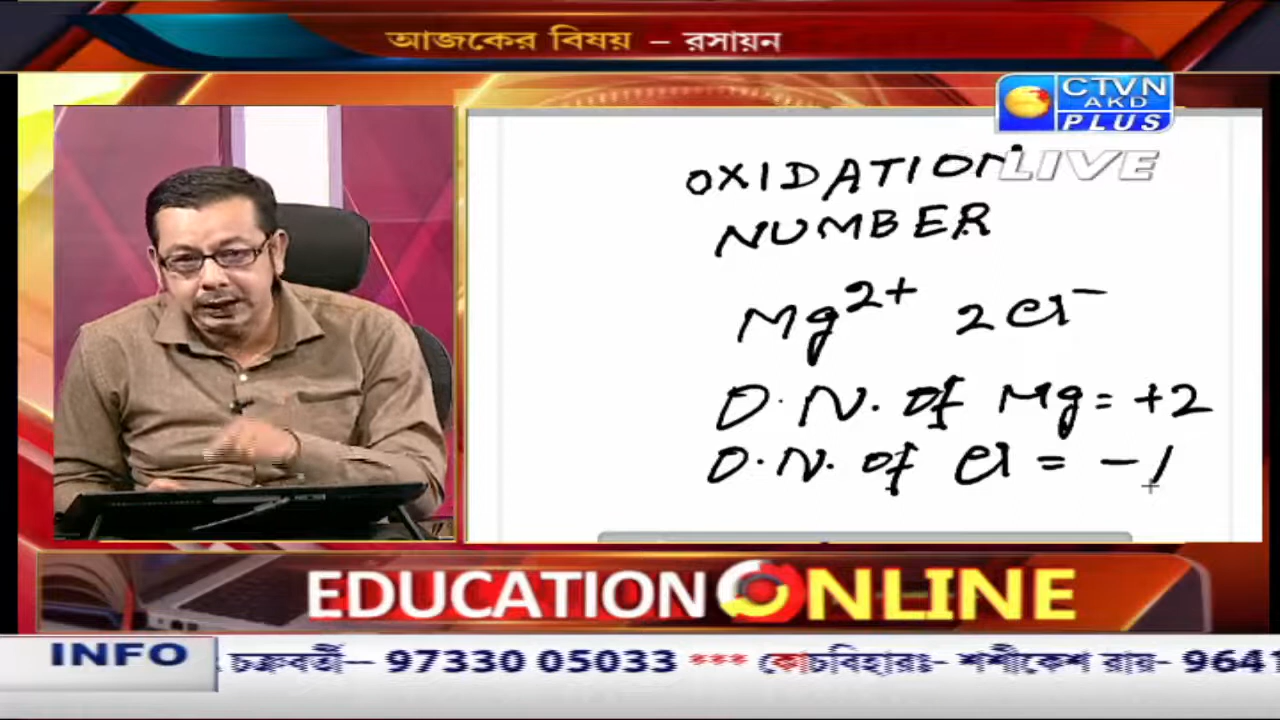 আজকের বিষয় – রসায়ন
CTVN
AKD
PLUS
LIVE
OXIDATION
NUMBER
Mg²⁺ 2Cl⁻
O.N. of Mg = +2
O.N. of Cl = -1
EDUCATION ONLINE
INFO
চক্রবর্তী– 97330 05033 *** কোচবিহারঃ- শশীকেশ রায়- 9641